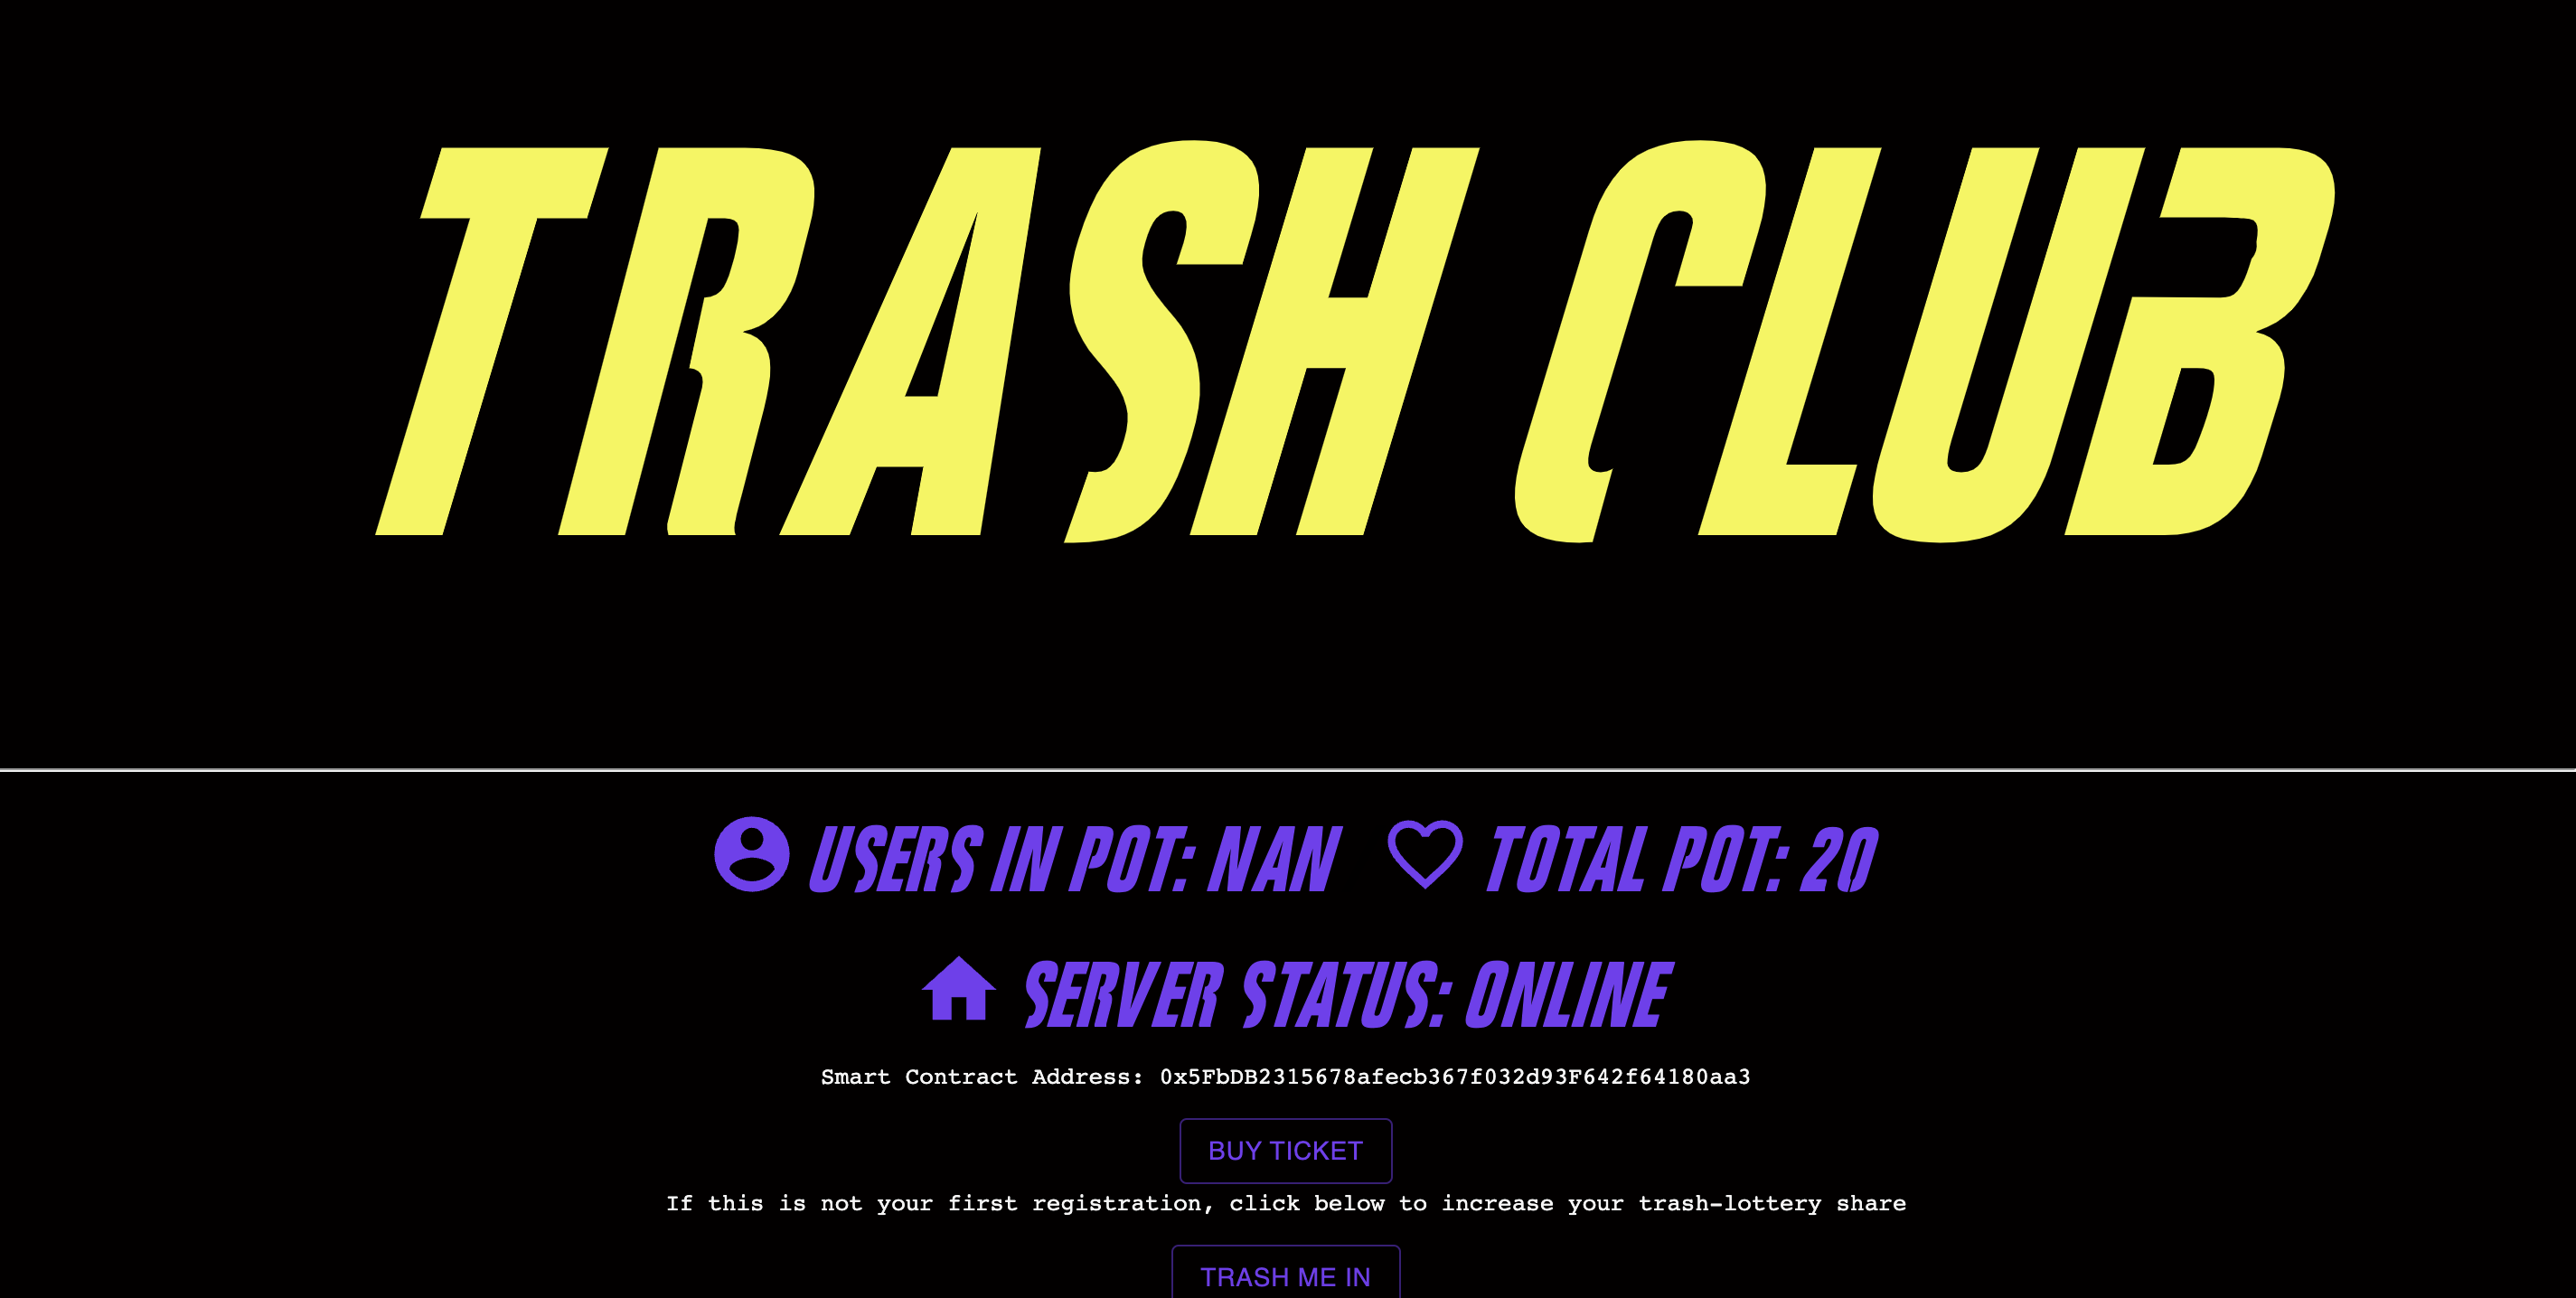 TRASH CLUB
USERS IN POT: NAN TOTAL POT: 20
SERVER STATUS: ONLINE
Smart Contract Address: 0x5FbDB2315678afecb367f032d93F642f64180aa3
BUY TICKET
If this is not your first registration, click below to increase your trash-lottery share
TRASH ME IN